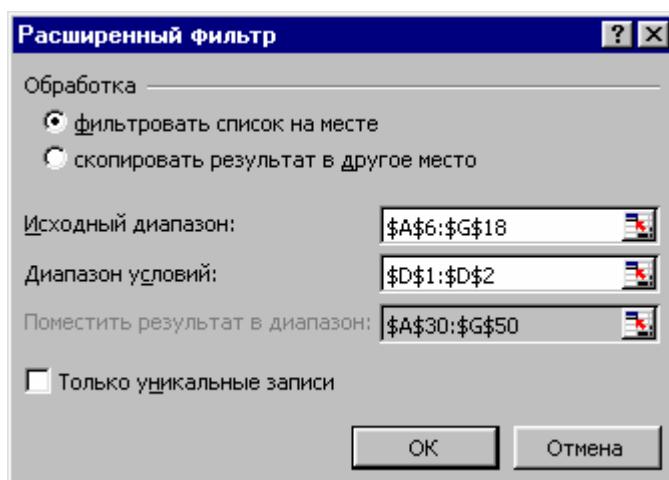 Расширенный фильтр
Обработка
фильтровать список на месте
скопировать результат в другое место
Исходный диапазон: $A$6:$G$18
Диапазон условий: $D$1:$D$2
Поместить результат в диапазон: $A$30:$G$50
Только уникальные записи
ОК Отмена